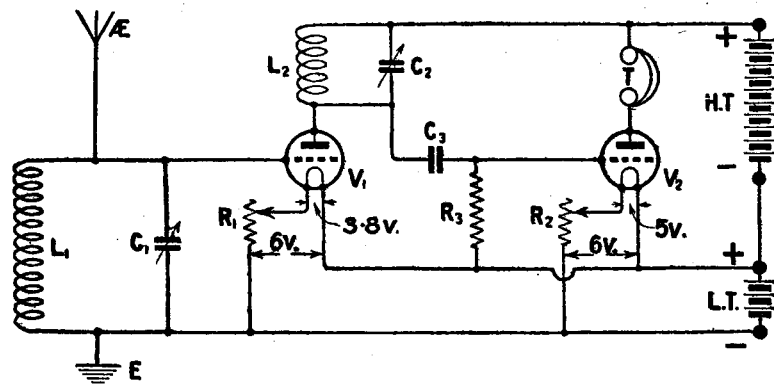 Æ
L₂
C₂
T
+
H.T
−
C₃
V₁
V₂
R₁
3·8v.
R₃
R₂
5v.
L₁
C₁
6v.
6v.
+
L.T.
−
E